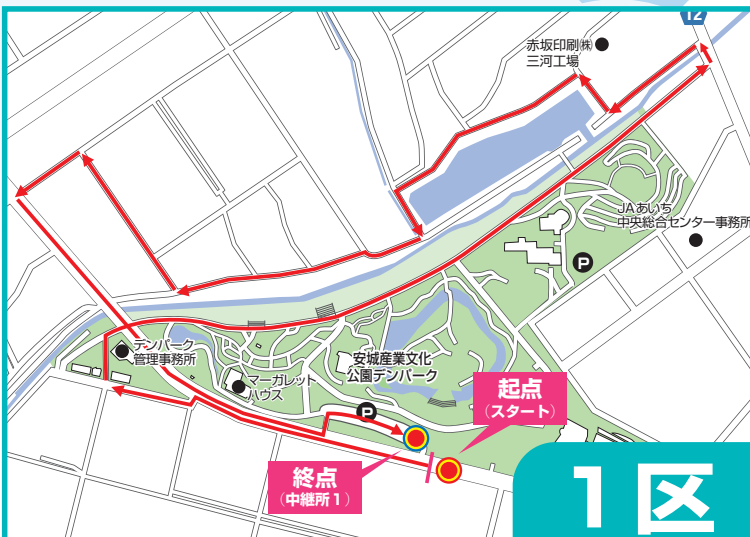 12
赤坂印刷㈱
三河工場
JAあいち
中央総合センター事務所
P
デンパーク
管理事務所
マーガレット
ハウス
安城産業文化
公園デンパーク
P
起点
（スタート）
終点
（中継所1）
1区